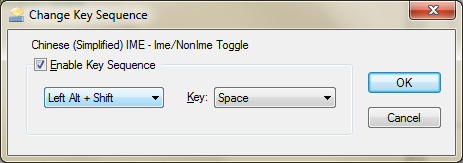 Change Key Sequence
Chinese (Simplified) IME - Ime/NonIme Toggle
Enable Key Sequence
Left Alt + Shift Key: Space
OK
Cancel